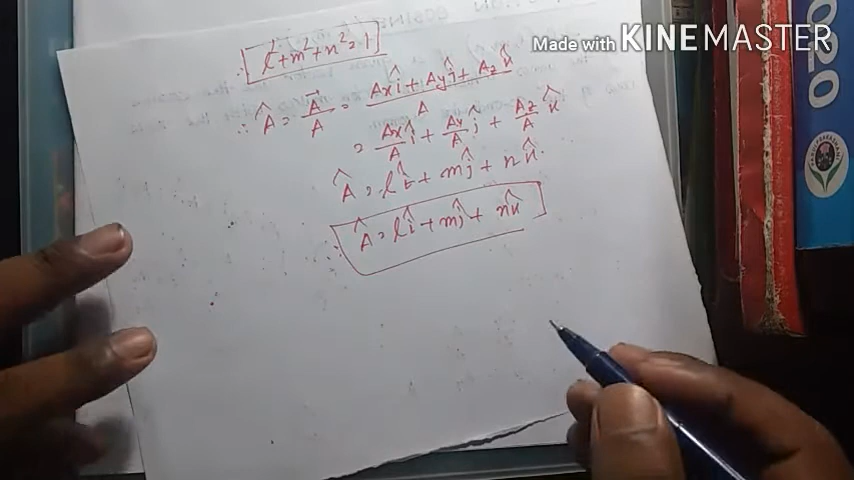 Made with KINEMASTER
∴ [l²+m²+n²=1]
∴ Â = A⃗/A = (Axî + Ayĵ + Azk̂)/A
= Ax/A î + Ay/A ĵ + Az/A k̂
Â = lî + mĵ + nk̂.
∴ Â = lî + mĵ + nk̂
020